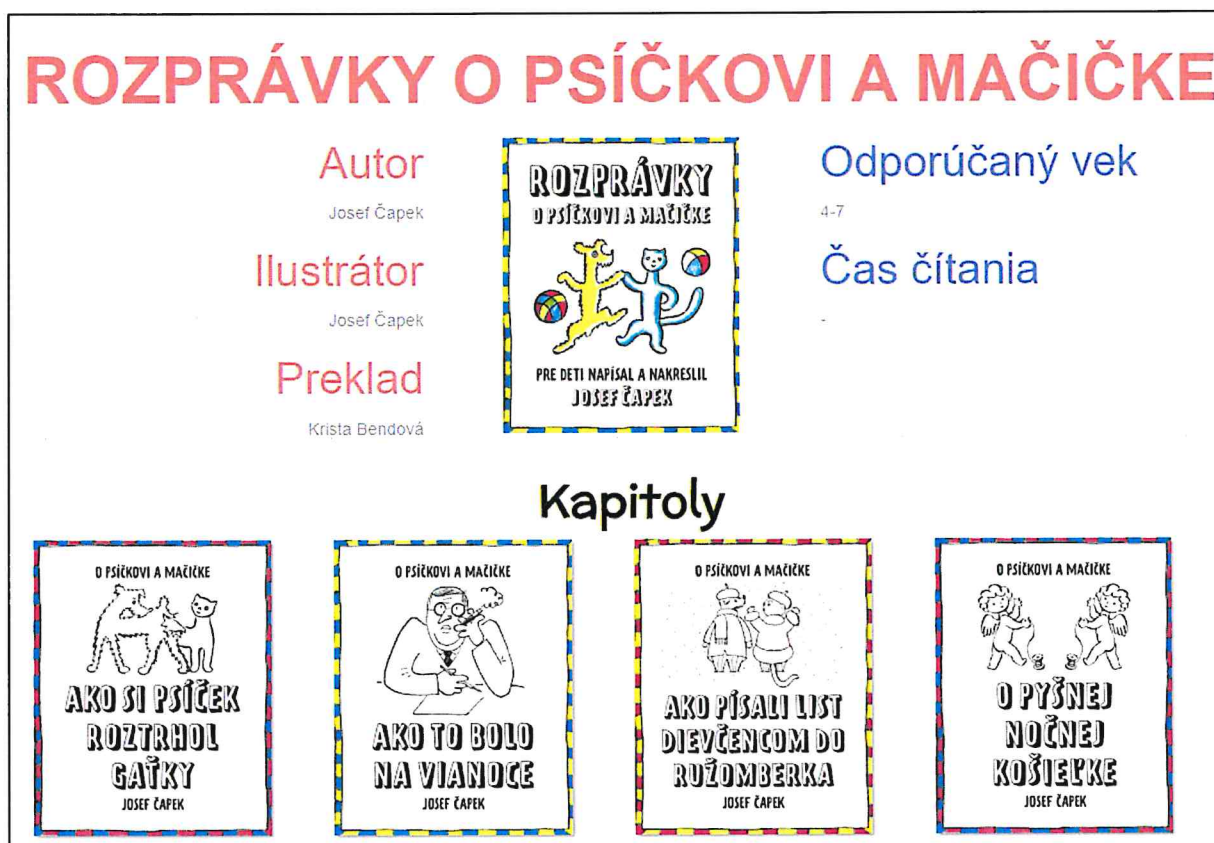 ROZPRÁVKY O PSÍČKOVI A MAČIČKE
Autor
Josef Čapek
Ilustrátor
Josef Čapek
Preklad
Krista Bendová
ROZPRÁVKY
O PSÍČKOVI A MAČIČKE
PRE DETI NAPÍSAL A NAKRESLIL
JOSEF ČAPEK
Odporúčaný vek
4-7
Čas čítania
-
Kapitoly
O PSÍČKOVI A MAČIČKE
AKO SI PSÍČEK
ROZTRHOL
GAŤKY
JOSEF ČAPEK
O PSÍČKOVI A MAČIČKE
AKO TO BOLO
NA VIANOCE
JOSEF ČAPEK
O PSÍČKOVI A MAČIČKE
AKO PÍSALI LIST
DIEVČENCOM DO
RUŽOMBERKA
JOSEF ČAPEK
O PSÍČKOVI A MAČIČKE
O PYŠNEJ
NOČNEJ
KOŠIEĽKE
JOSEF ČAPEK